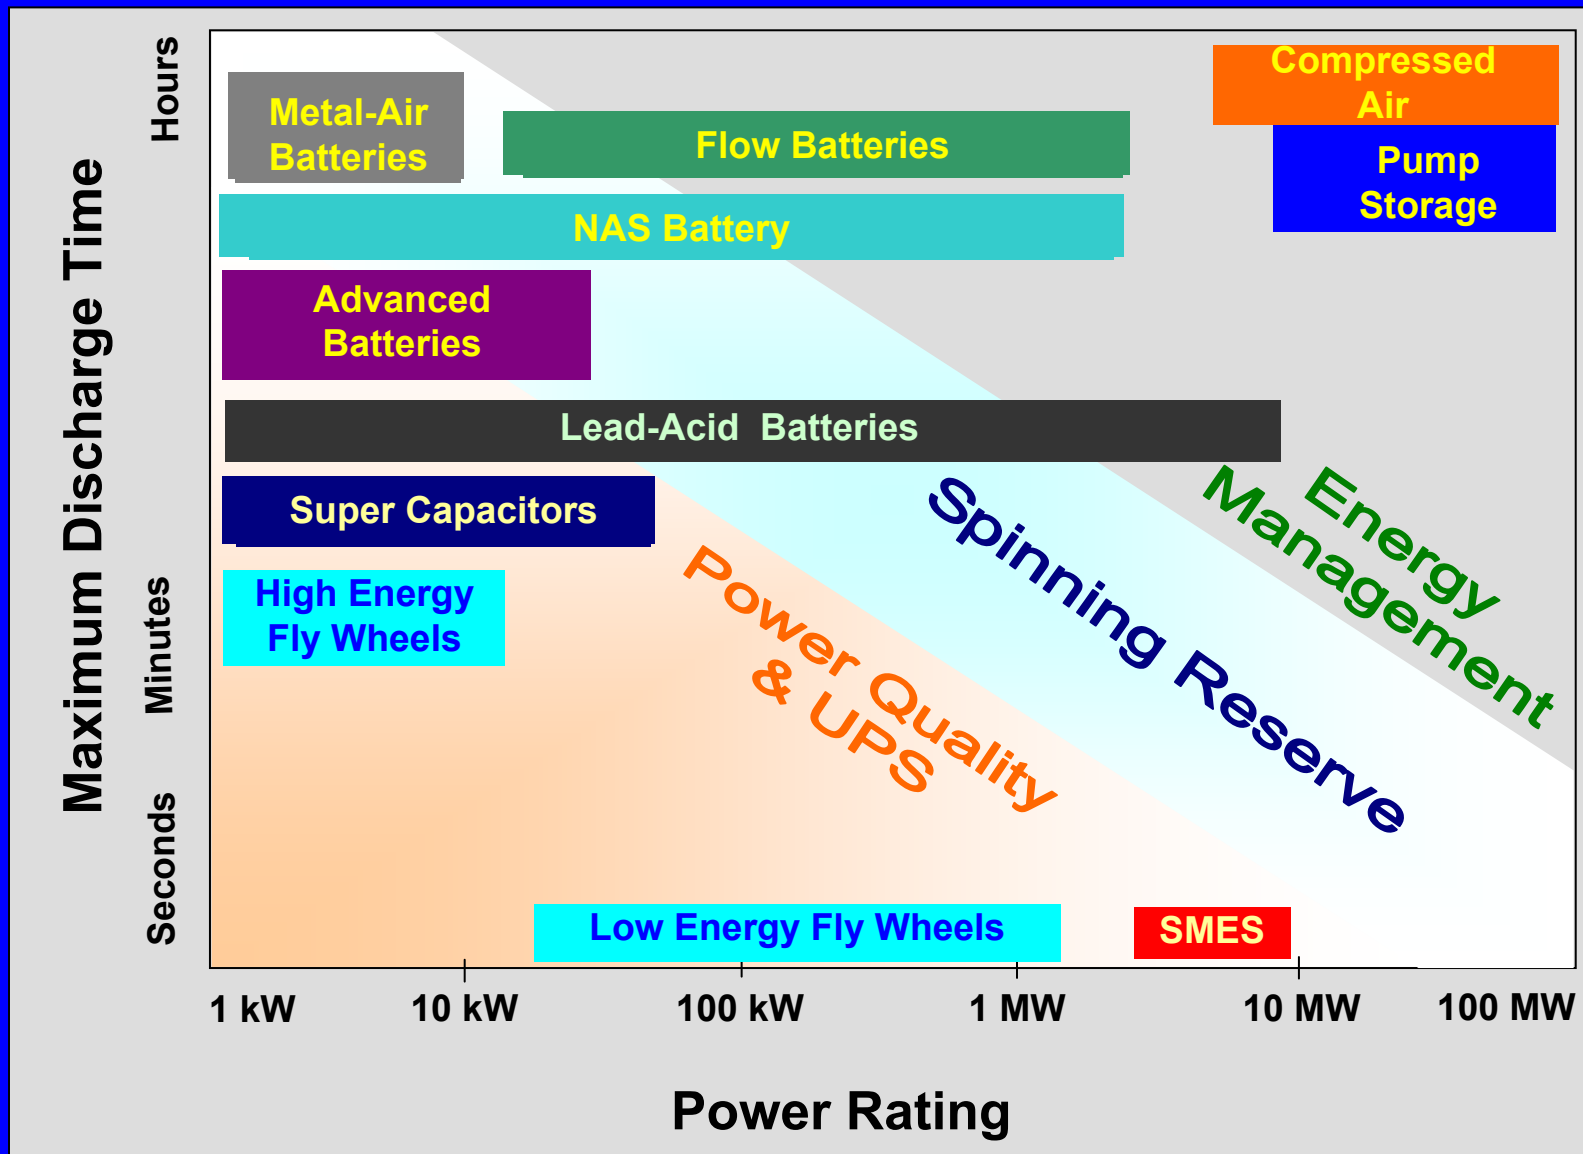 Maximum Discharge Time
Hours
Minutes
Seconds
Compressed
Air
Metal-Air
Batteries
Flow Batteries
Pump
Storage
NAS Battery
Advanced
Batteries
Lead-Acid  Batteries
Super Capacitors
High Energy
Fly Wheels
Energy
Management
Spinning Reserve
Power Quality
& UPS
Low Energy Fly Wheels
SMES
1 kW
10 kW
100 kW
1 MW
10 MW
100 MW
Power Rating